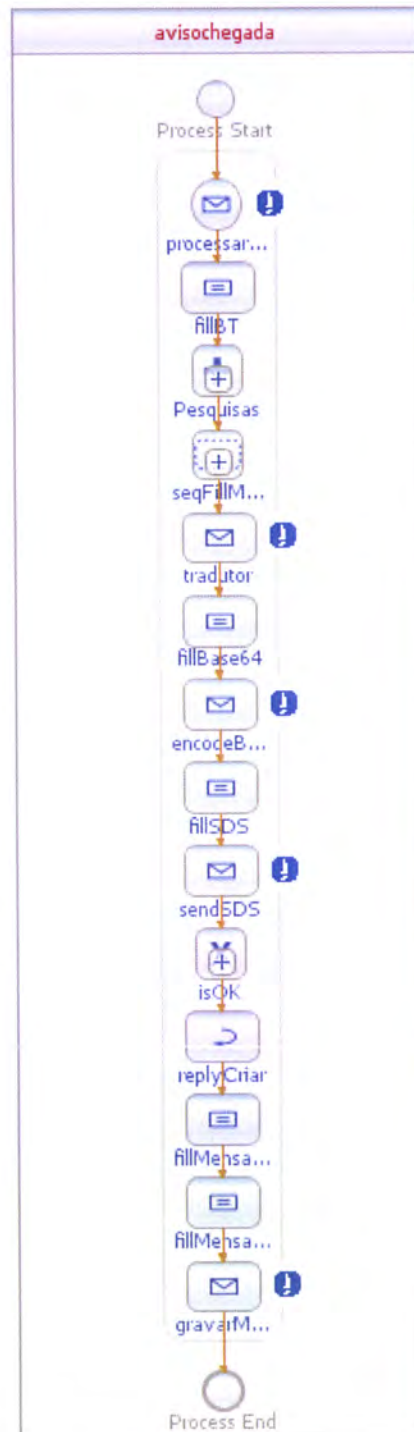 avisochegada
Process Start
processar...
fillBT
Pesquisas
seqFillM...
tradutor
fillBase64
encodeB...
fillSDS
sendSDS
isOK
replyCriar
fillMensa...
fillMensa...
gravarM...
Process End